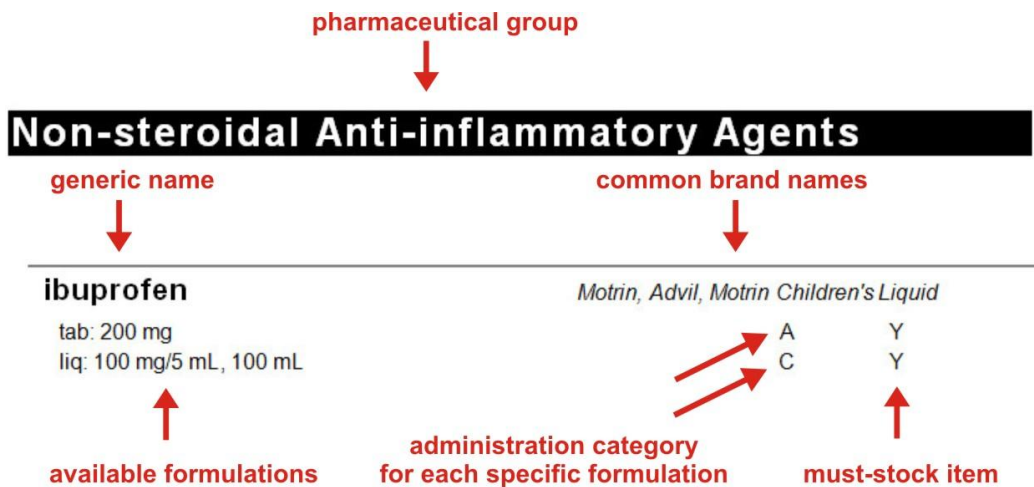 pharmaceutical group
Non-steroidal Anti-inflammatory Agents
generic name
common brand names
ibuprofen
Motrin, Advil, Motrin Children's Liquid
tab: 200 mg A Y
liq: 100 mg/5 mL, 100 mL C Y
available formulations
administration category
for each specific formulation
must-stock item